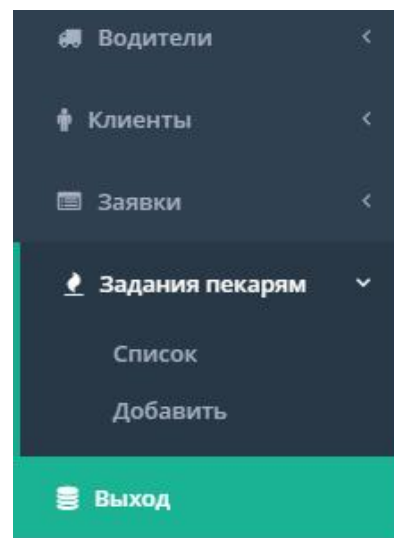 Водители
Клиенты
Заявки
Задания пекарям
Список
Добавить
Выход